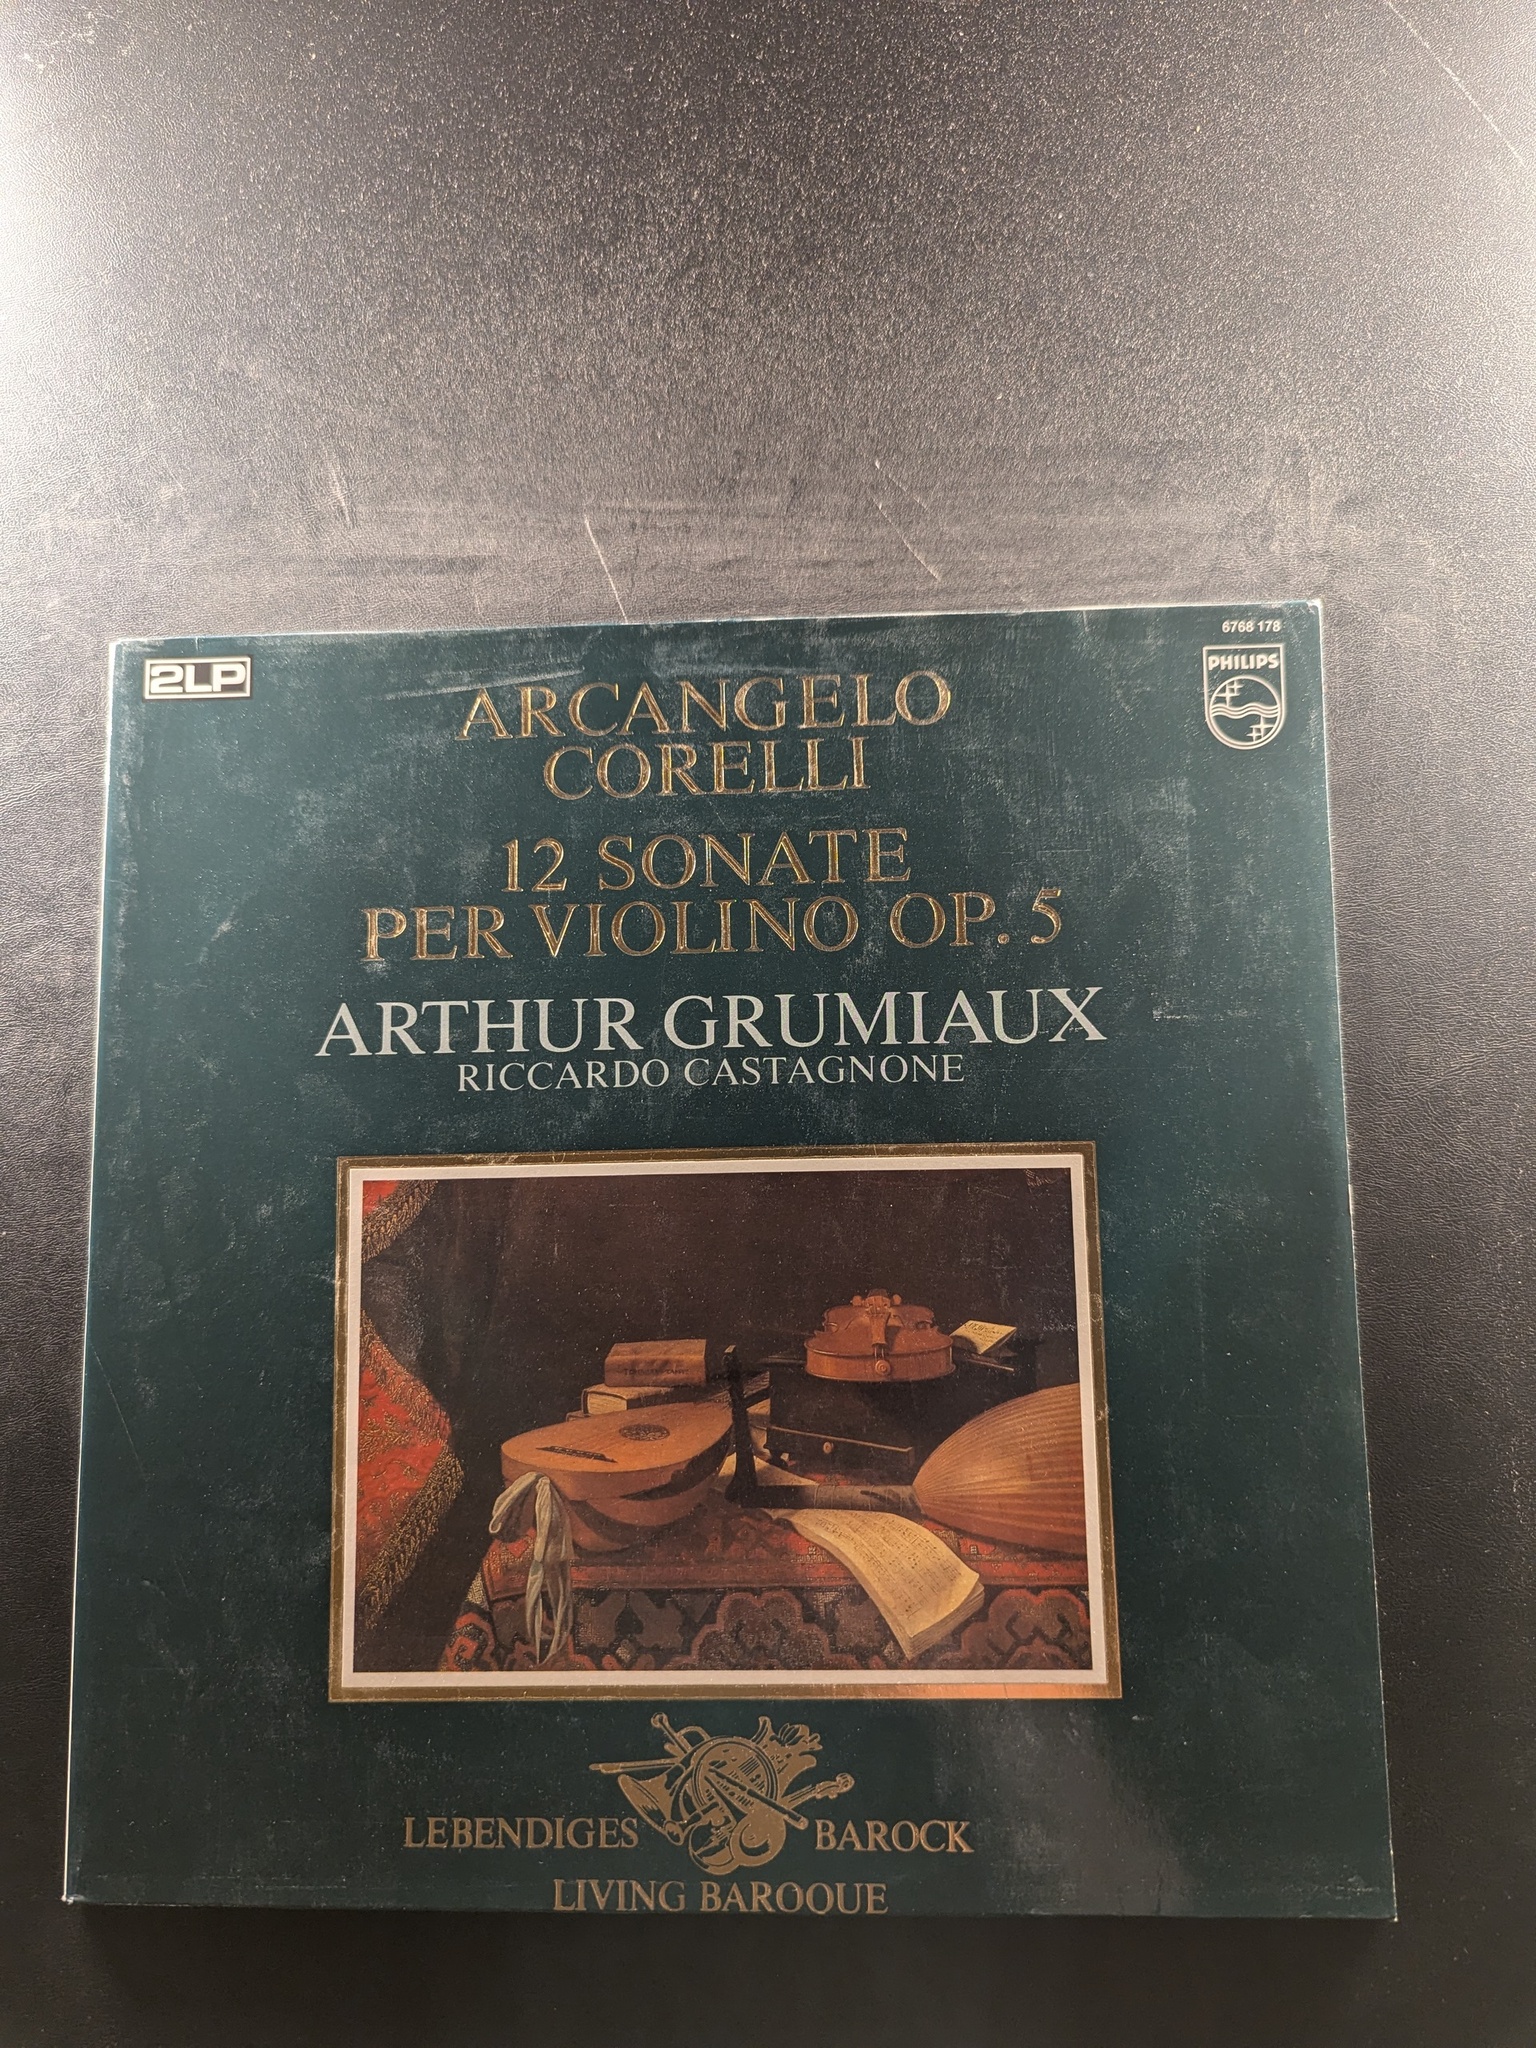 6768 178
2LP
PHILIPS
ARCANGELO
CORELLI
12 SONATE
PER VIOLINO OP. 5
ARTHUR GRUMIAUX
RICCARDO CASTAGNONE
LEBENDIGES BAROCK
LIVING BAROQUE